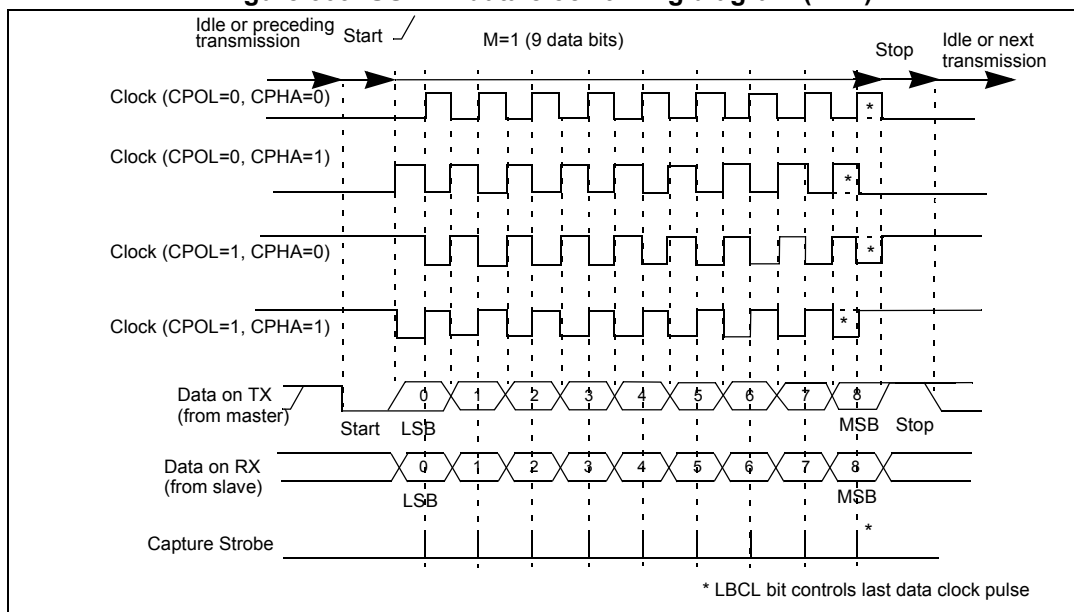 Idle or preceding
transmission
Start
M=1 (9 data bits)
Stop
Idle or next
transmission
Clock (CPOL=0, CPHA=0)
*
Clock (CPOL=0, CPHA=1)
*
Clock (CPOL=1, CPHA=0)
*
Clock (CPOL=1, CPHA=1)
*
Data on TX
(from master)
0 1 2 3 4 5 6 7 8
Start LSB MSB Stop
Data on RX
(from slave)
0 1 2 3 4 5 6 7 8
LSB MSB
*
Capture Strobe
* LBCL bit controls last data clock pulse